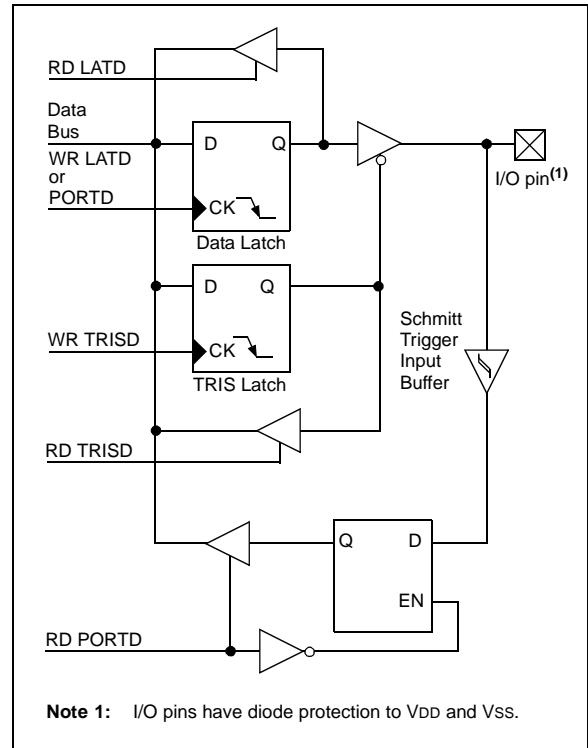 RD LATD
Data
Bus
WR LATD
or
PORTD
D Q
CK
Data Latch
I/O pin(1)
D Q
WR TRISD
CK
TRIS Latch
Schmitt
Trigger
Input
Buffer
RD TRISD
Q D
EN
RD PORTD
Note 1: I/O pins have diode protection to VDD and VSS.